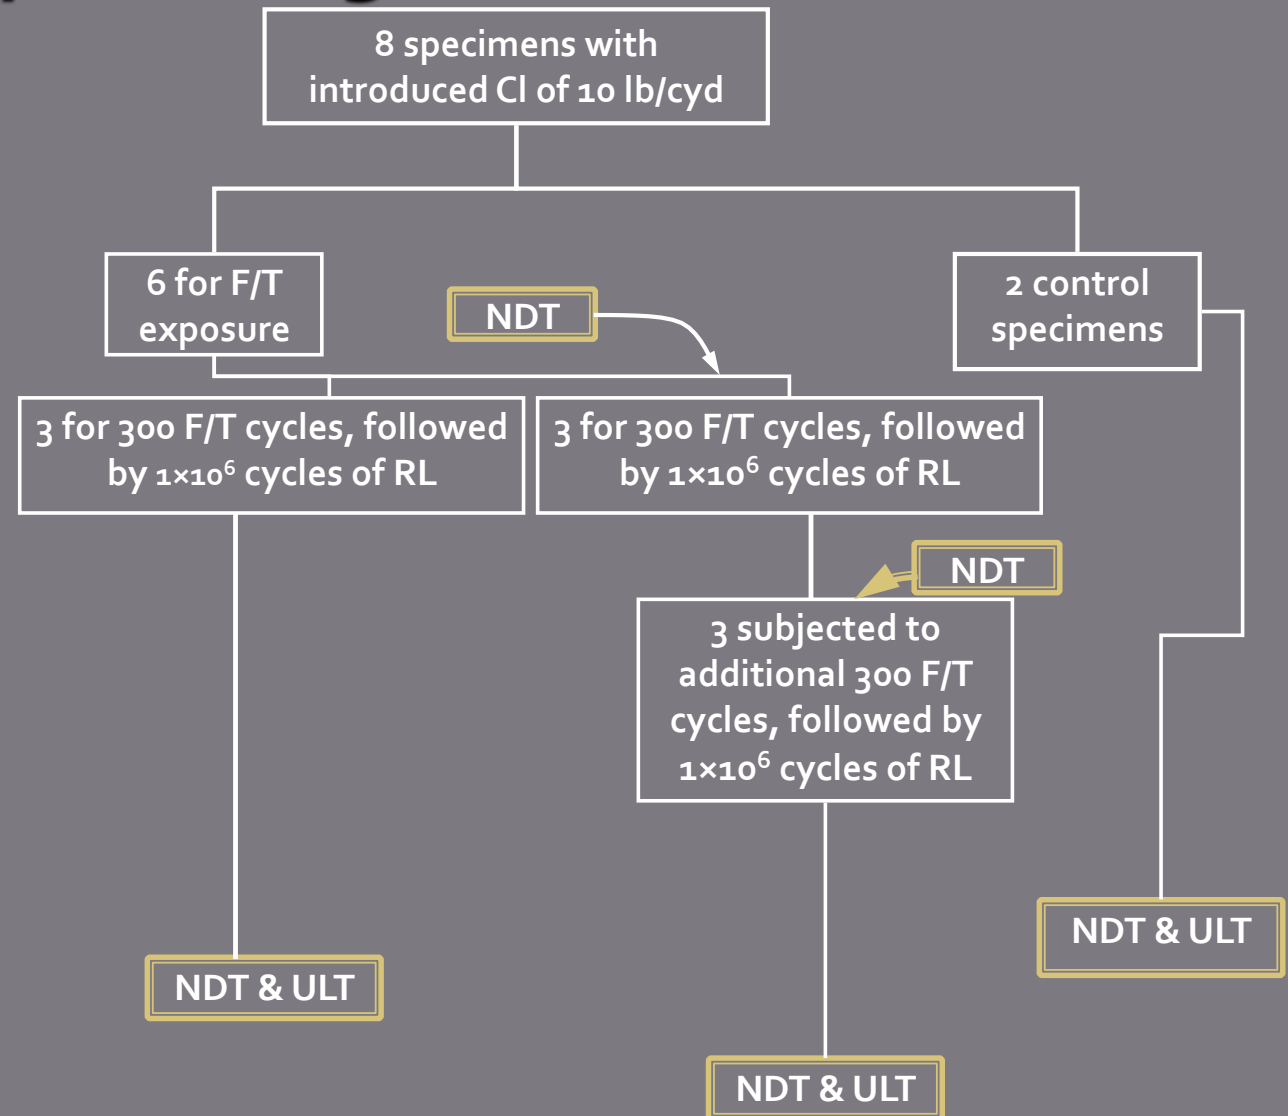 8 specimens with
introduced Cl of 10 lb/cyd
6 for F/T
exposure
NDT
2 control
specimens
3 for 300 F/T cycles, followed
by 1×10⁶ cycles of RL
3 for 300 F/T cycles, followed
by 1×10⁶ cycles of RL
NDT
3 subjected to
additional 300 F/T
cycles, followed by
1×10⁶ cycles of RL
NDT & ULT
NDT & ULT
NDT & ULT